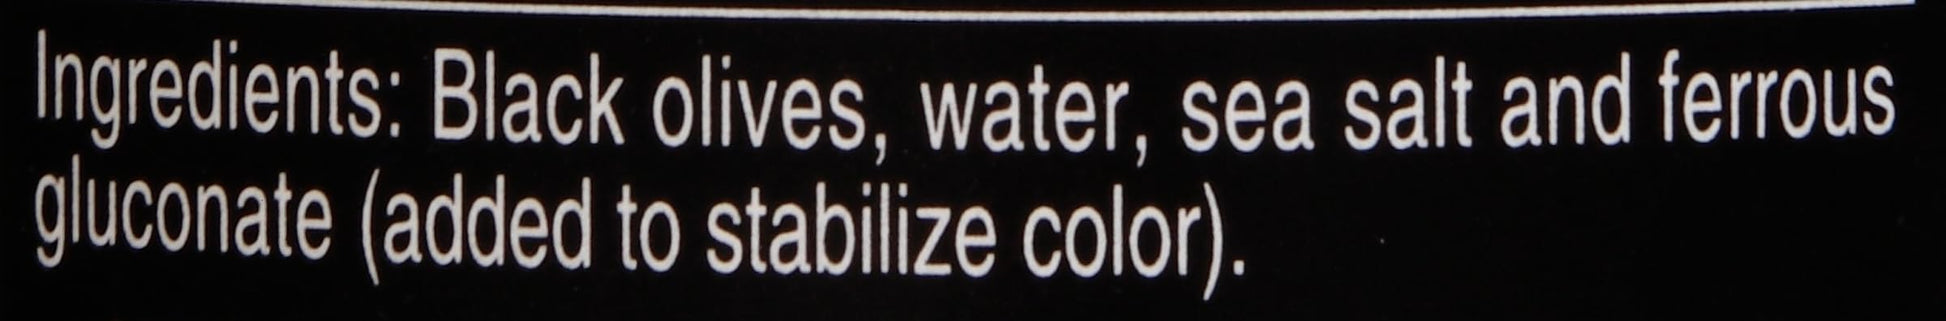 Ingredients: Black olives, water, sea salt and ferrous
gluconate (added to stabilize color).